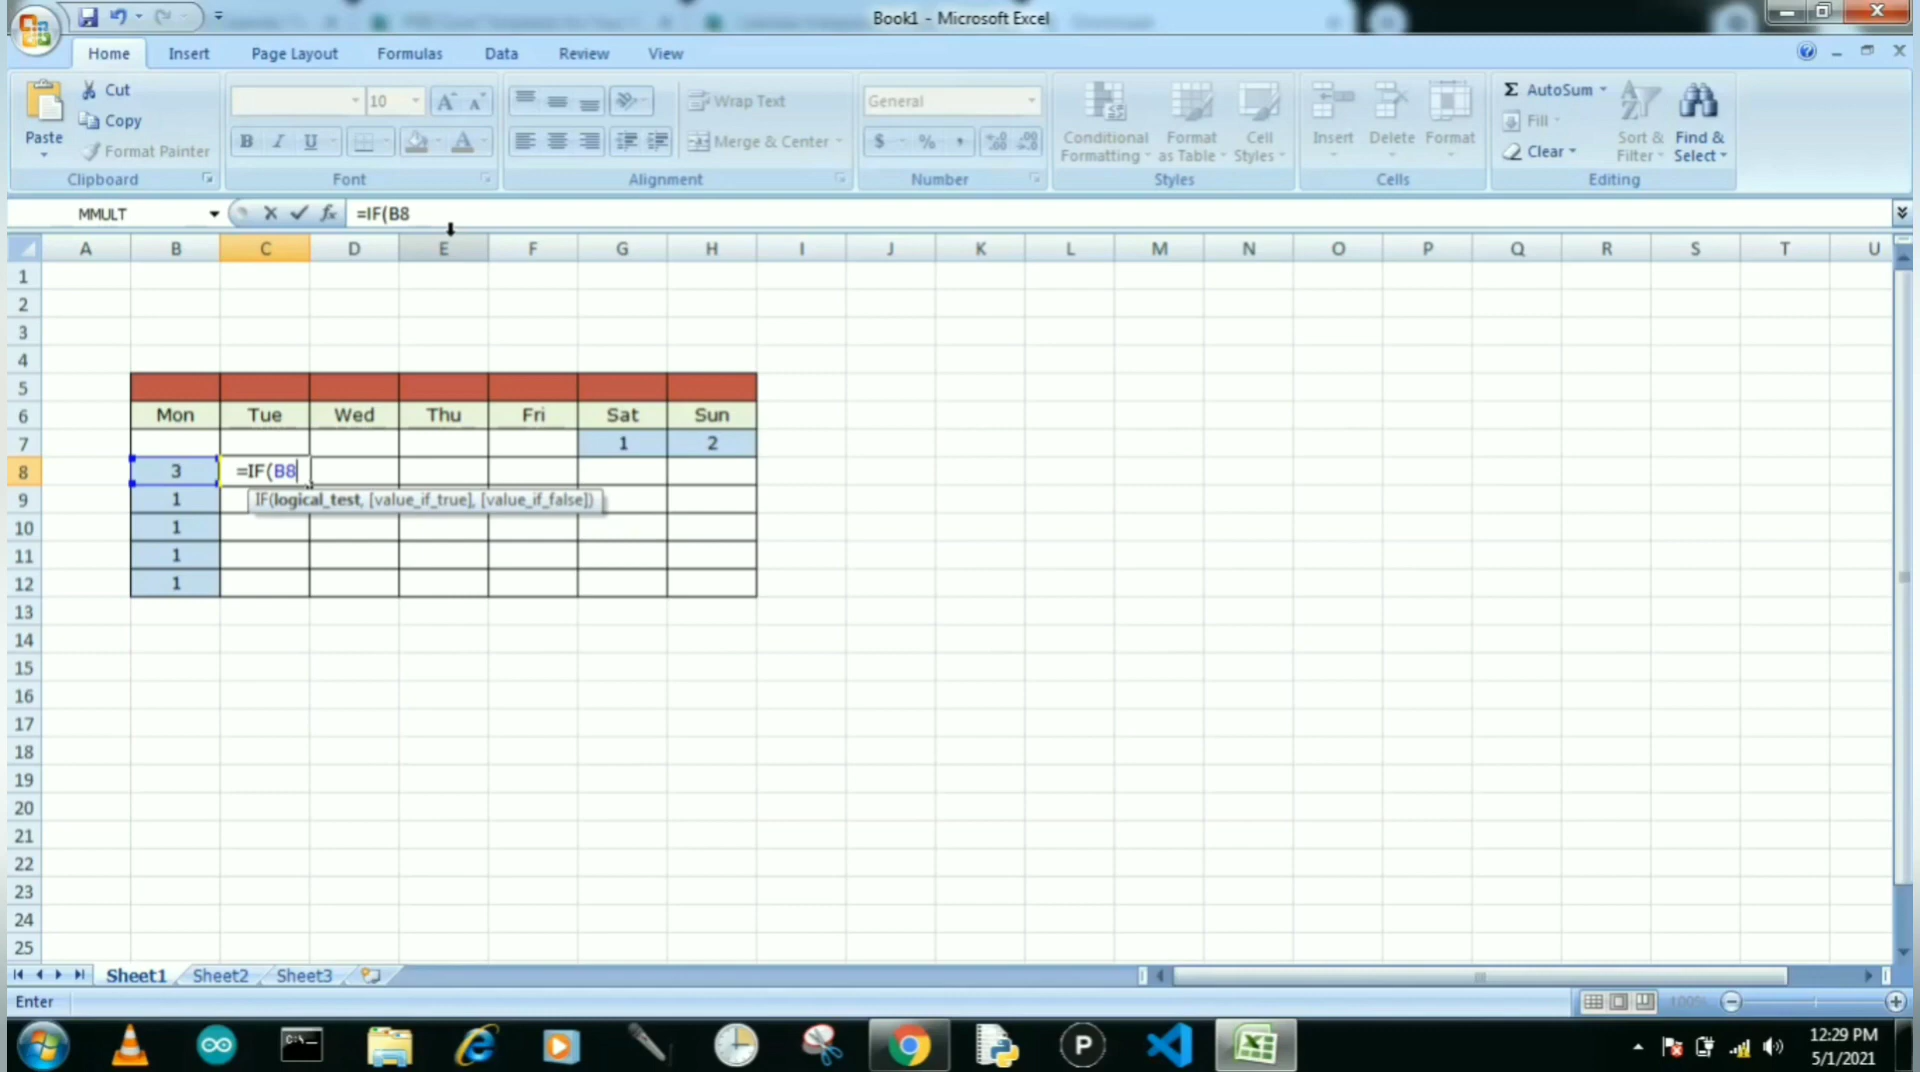 Book1 - Microsoft Excel
Home Insert Page Layout Formulas Data Review View
Paste
Cut
Copy
Format Painter
Clipboard
10
B I U
Font
Wrap Text
Merge & Center
Alignment
General
$ % ,
Number
Conditional Formatting
Format as Table
Cell Styles
Styles
Insert Delete Format
Cells
Σ AutoSum
Fill
Clear
Sort & Filter
Find & Select
Editing
MMULT fx =IF(B8
A B C D E F G H I J K L M N O P Q R S T U
1
2
3
4
5
6 Mon Tue Wed Thu Fri Sat Sun
7 1 2
8 3 =IF(B8
IF(logical_test, [value_if_true], [value_if_false])
9 1
10 1
11 1
12 1
13
14
15
16
17
18
19
20
21
22
23
24
25
Sheet1 Sheet2 Sheet3
Enter 100%
C:\_
P
12:29 PM
5/1/2021